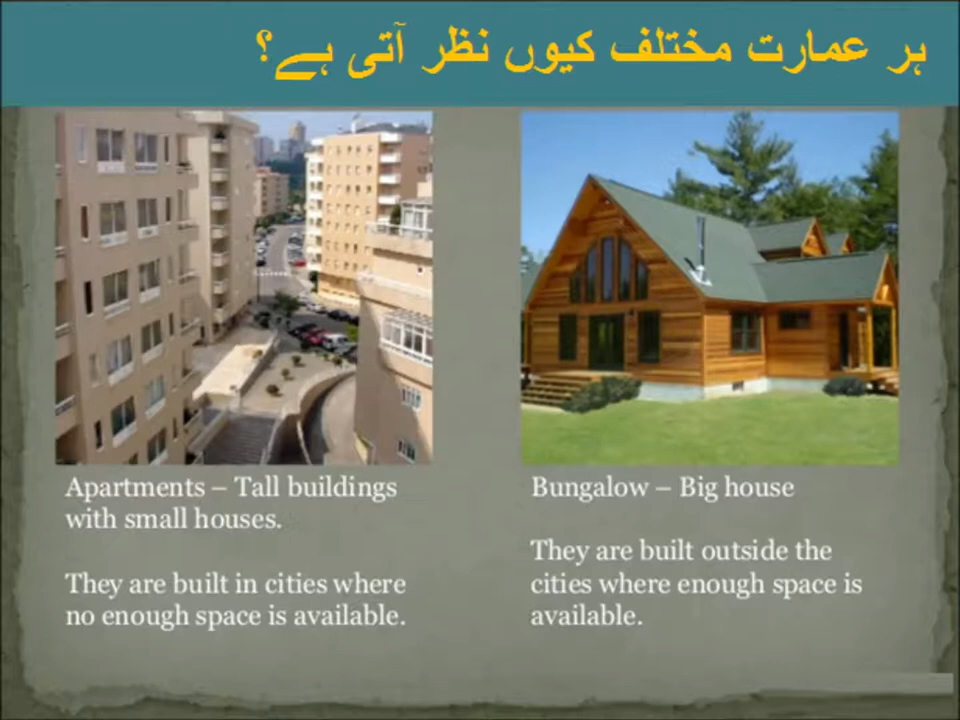 ہر عمارت مختلف کیوں نظر آتی ہے؟
Apartments – Tall buildings
with small houses.
They are built in cities where
no enough space is available.
Bungalow – Big house
They are built outside the
cities where enough space is
available.